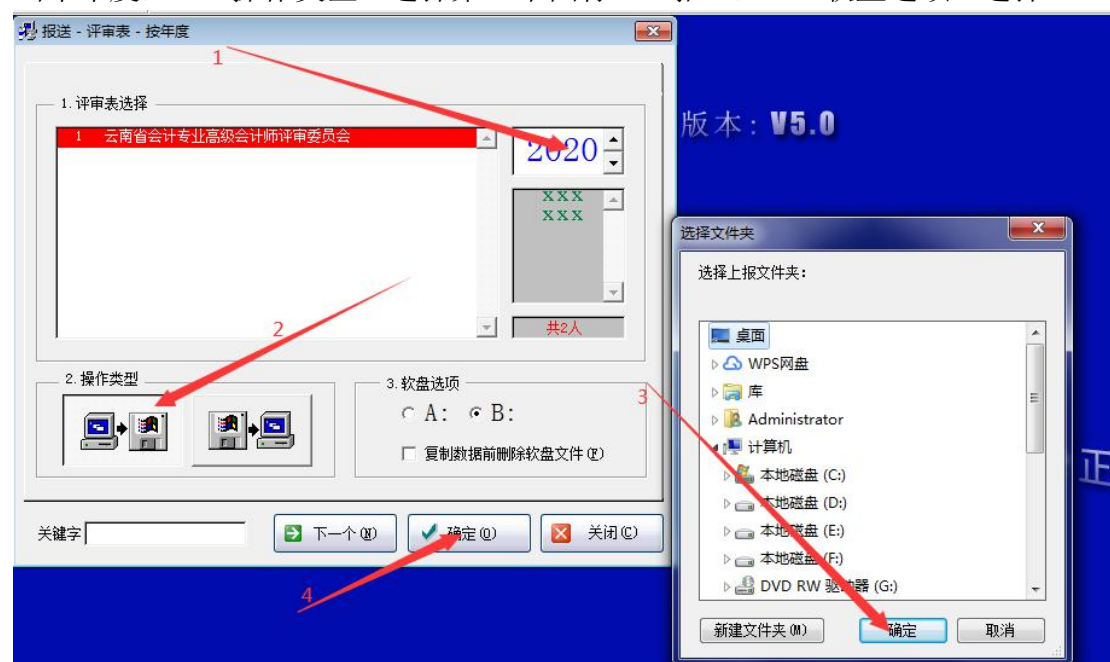 报送 - 评审表 - 按年度
1
1.评审表选择
1 云南省会计专业高级会计师评审委员会
2020
XXX
XXX
共2人
2
2.操作类型
3.软盘选项
A: B:
复制数据前删除软盘文件(F)
关键字
下一个(N)
确定(O)
关闭(C)
4
版本: V5.0
选择文件夹
选择上报文件夹:
桌面
WPS网盘
库
3
Administrator
计算机
本地磁盘 (C:)
本地磁盘 (D:)
本地磁盘 (E:)
本地磁盘 (F:)
DVD RW 驱动器 (G:)
新建文件夹(M)
确定
取消
正